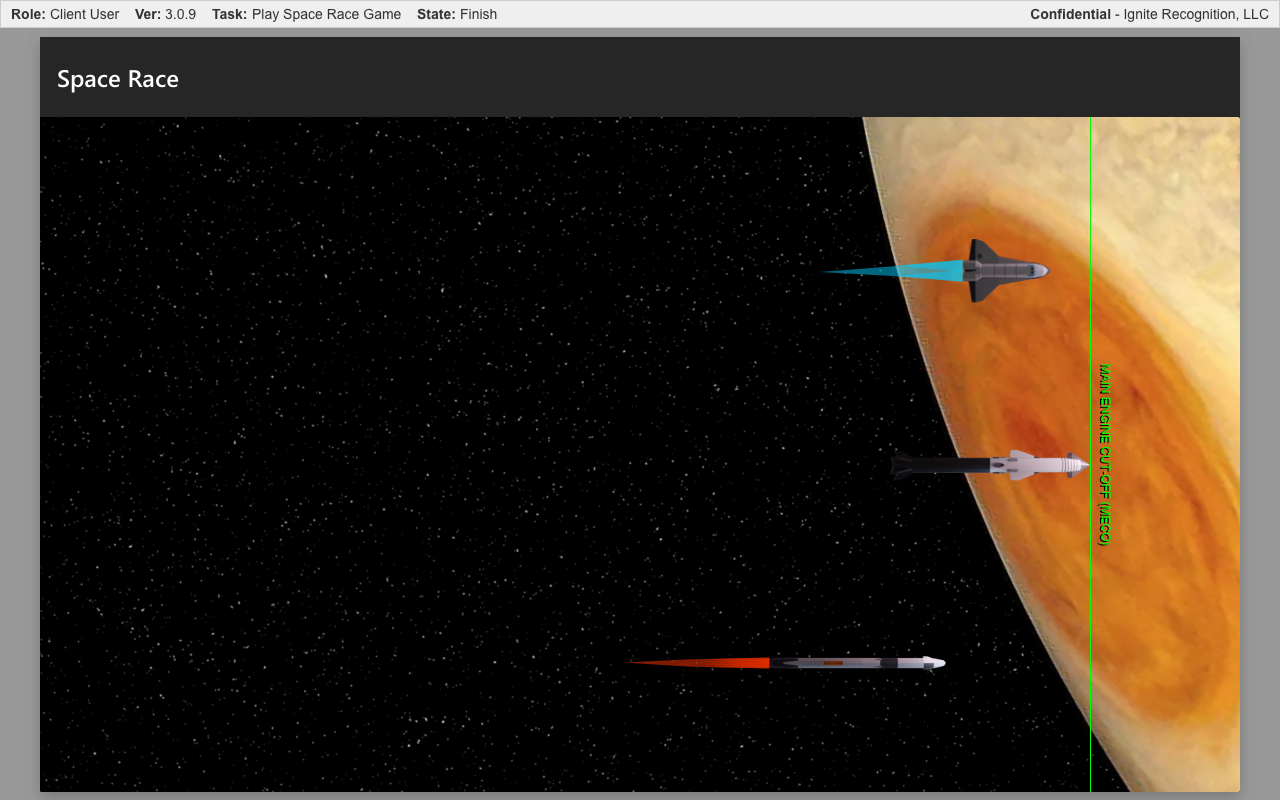 Role: Client User Ver: 3.0.9 Task: Play Space Race Game State: Finish Confidential - Ignite Recognition, LLC
Space Race
MAIN ENGINE CUT-OFF (MECO)